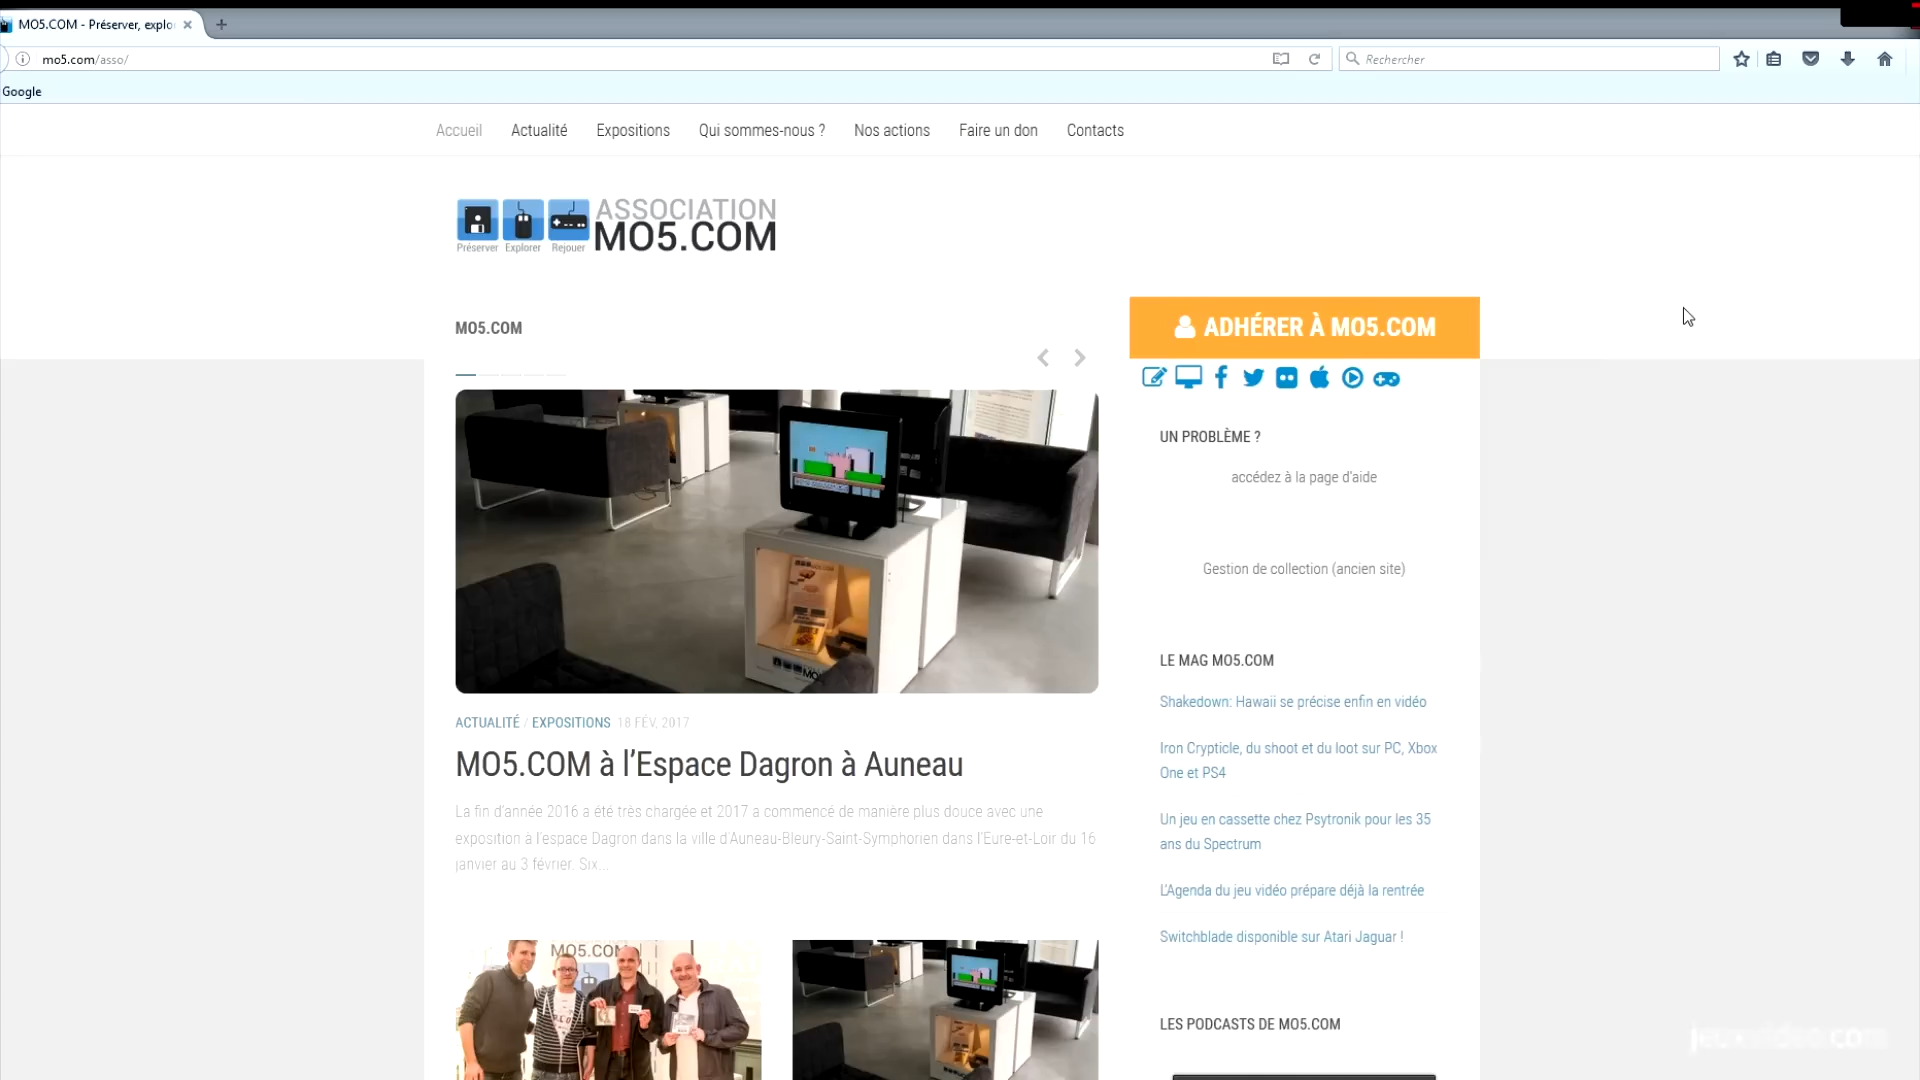 MO5.COM - Préserver, explo
mo5.com/asso/
Rechercher
Google
Accueil Actualité Expositions Qui sommes-nous ? Nos actions Faire un don Contacts
ASSOCIATION
MO5.COM
Préserver Explorer Rejouer
MO5.COM
ADHÉRER À MO5.COM
UN PROBLÈME ?
accédez à la page d'aide
Gestion de collection (ancien site)
LE MAG MO5.COM
Shakedown: Hawaii se précise enfin en vidéo
Iron Crypticle, du shoot et du loot sur PC, Xbox
One et PS4
Un jeu en cassette chez Psytronik pour les 35
ans du Spectrum
L'Agenda du jeu vidéo prépare déjà la rentrée
Switchblade disponible sur Atari Jaguar !
LES PODCASTS DE MO5.COM
ACTUALITÉ / EXPOSITIONS 18 FÉV, 2017
MO5.COM à l'Espace Dagron à Auneau
La fin d'année 2016 a été très chargée et 2017 a commencé de manière plus douce avec une
exposition à l'espace Dagron dans la ville d'Auneau-Bleury-Saint-Symphorien dans l'Eure-et-Loir du 16
janvier au 3 février. Six...
MO5.COM
jeuxvideo.com